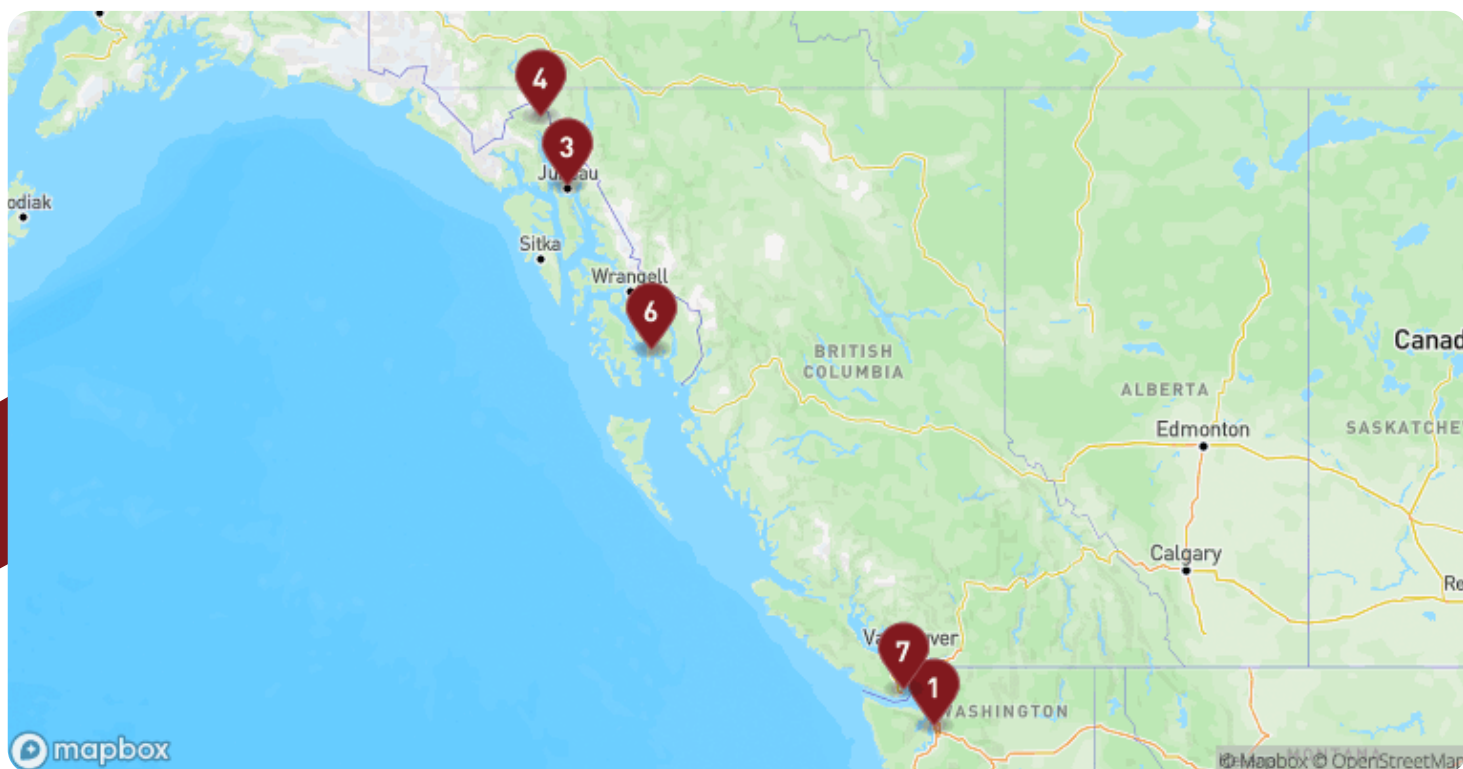 4
3
Juneau
odiak
Sitka
Wrangell
6
BRITISH
COLUMBIA
Canad
ALBERTA
Edmonton
SASKATCHE
Calgary
Re
Vancouver
7
1
WASHINGTON
mapbox
© Mapbox © OpenStreetMap